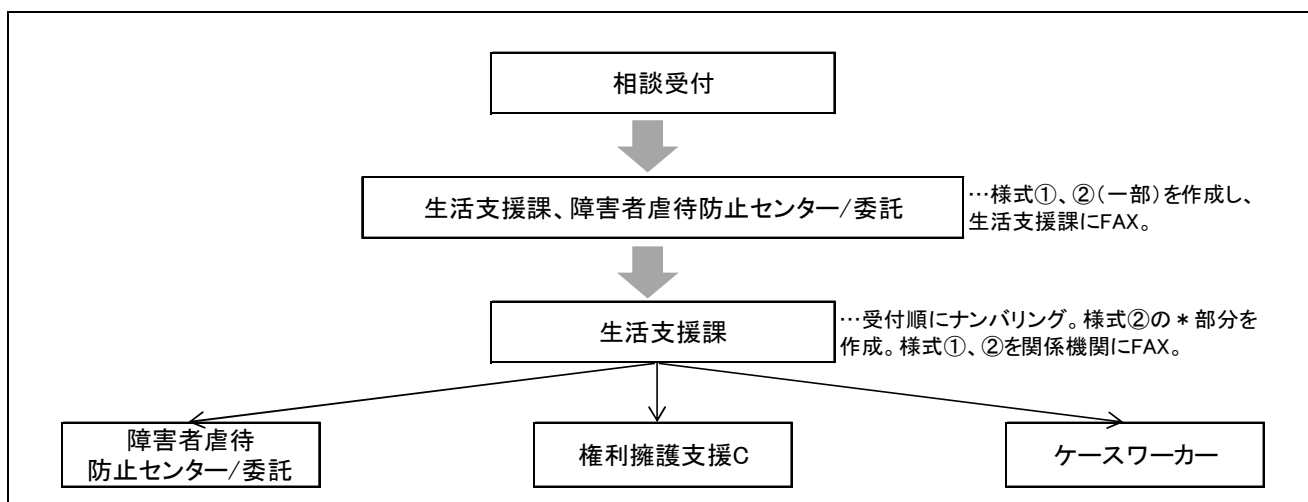 相談受付
生活支援課、障害者虐待防止センター/委託
…様式①、②(一部)を作成し、
生活支援課にFAX。
生活支援課
…受付順にナンバリング。様式②の*部分を
作成。様式①、②を関係機関にFAX。
障害者虐待
防止センター/委託
権利擁護支援C
ケースワーカー